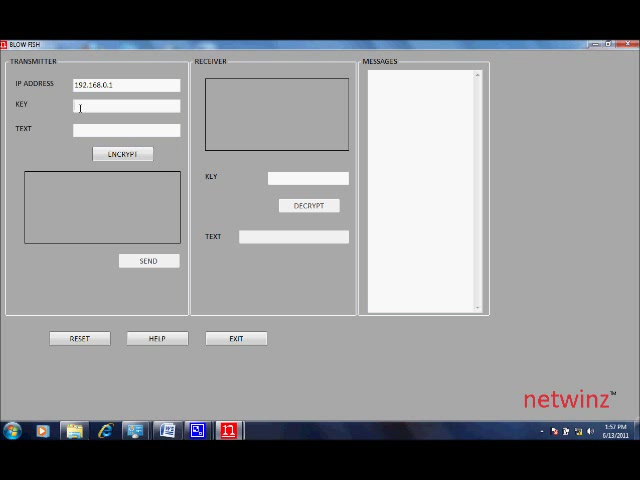 BLOW FISH
TRANSMITTER
IP ADDRESS
192.168.0.1
KEY
TEXT
ENCRYPT
SEND
RECEIVER
KEY
DECRYPT
TEXT
MESSAGES
RESET
HELP
EXIT
netwinz™
1:57 PM
6/13/2011